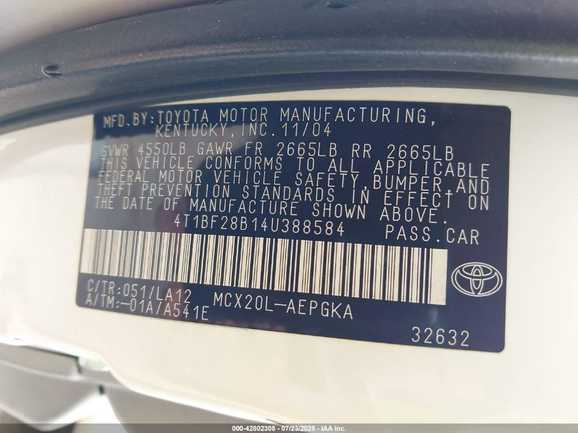 MFD.BY:TOYOTA MOTOR MANUFACTURING,
KENTUCKY, INC. 11/04
GVWR 4550LB GAWR FR 2665LB RR 2665LB
THIS VEHICLE CONFORMS TO ALL APPLICABLE
FEDERAL MOTOR VEHICLE SAFETY, BUMPER, AND
THEFT PREVENTION STANDARDS IN EFFECT ON
THE DATE OF MANUFACTURE SHOWN ABOVE.
4T1BF28B14U388584 PASS.CAR
C/TR:051/LA12 MCX20L-AEPGKA
A/TM:-01A/A541E
32632
000-42802308 - 07/23/2025 - IAA Inc.